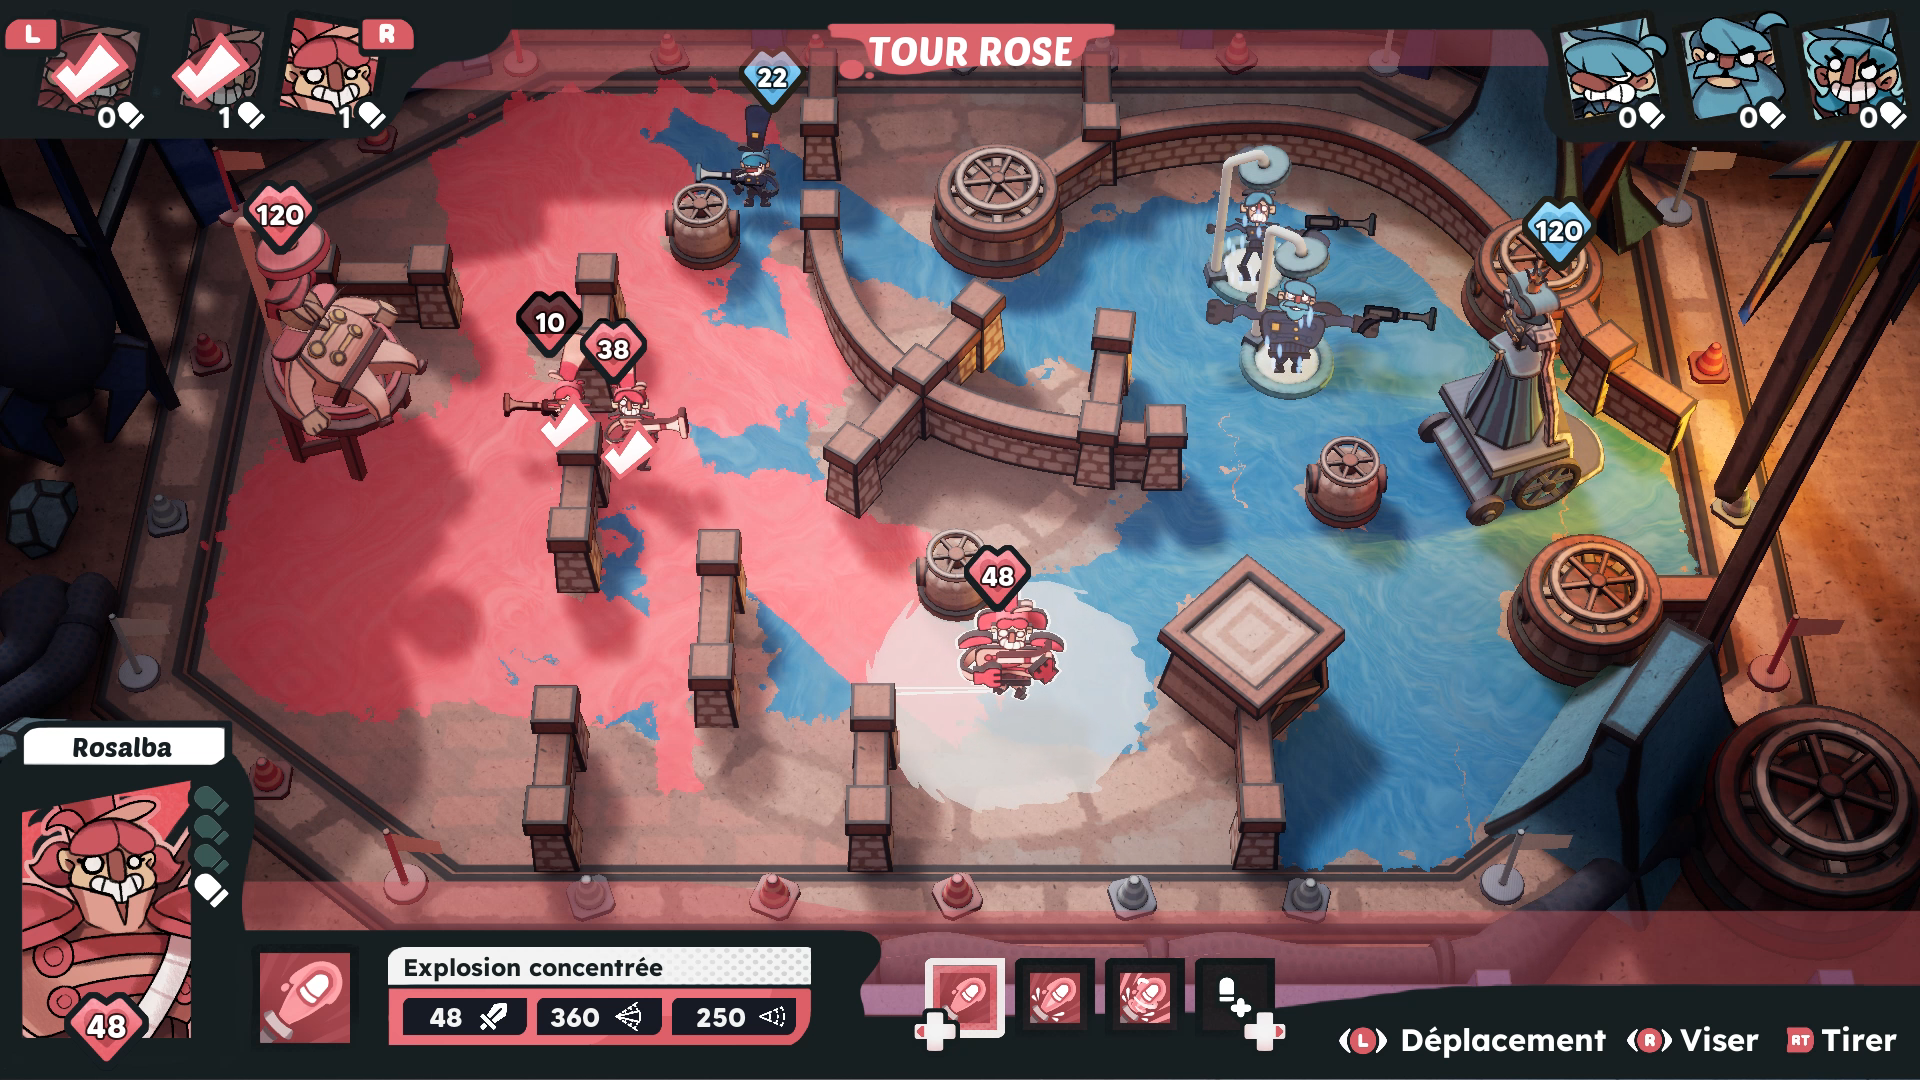 L
R
0
1
1
TOUR ROSE
0
0
0
22
120
120
10
38
48
Rosalba
48
Explosion concentrée
48
360
250
L Déplacement
R Viser
RT Tirer